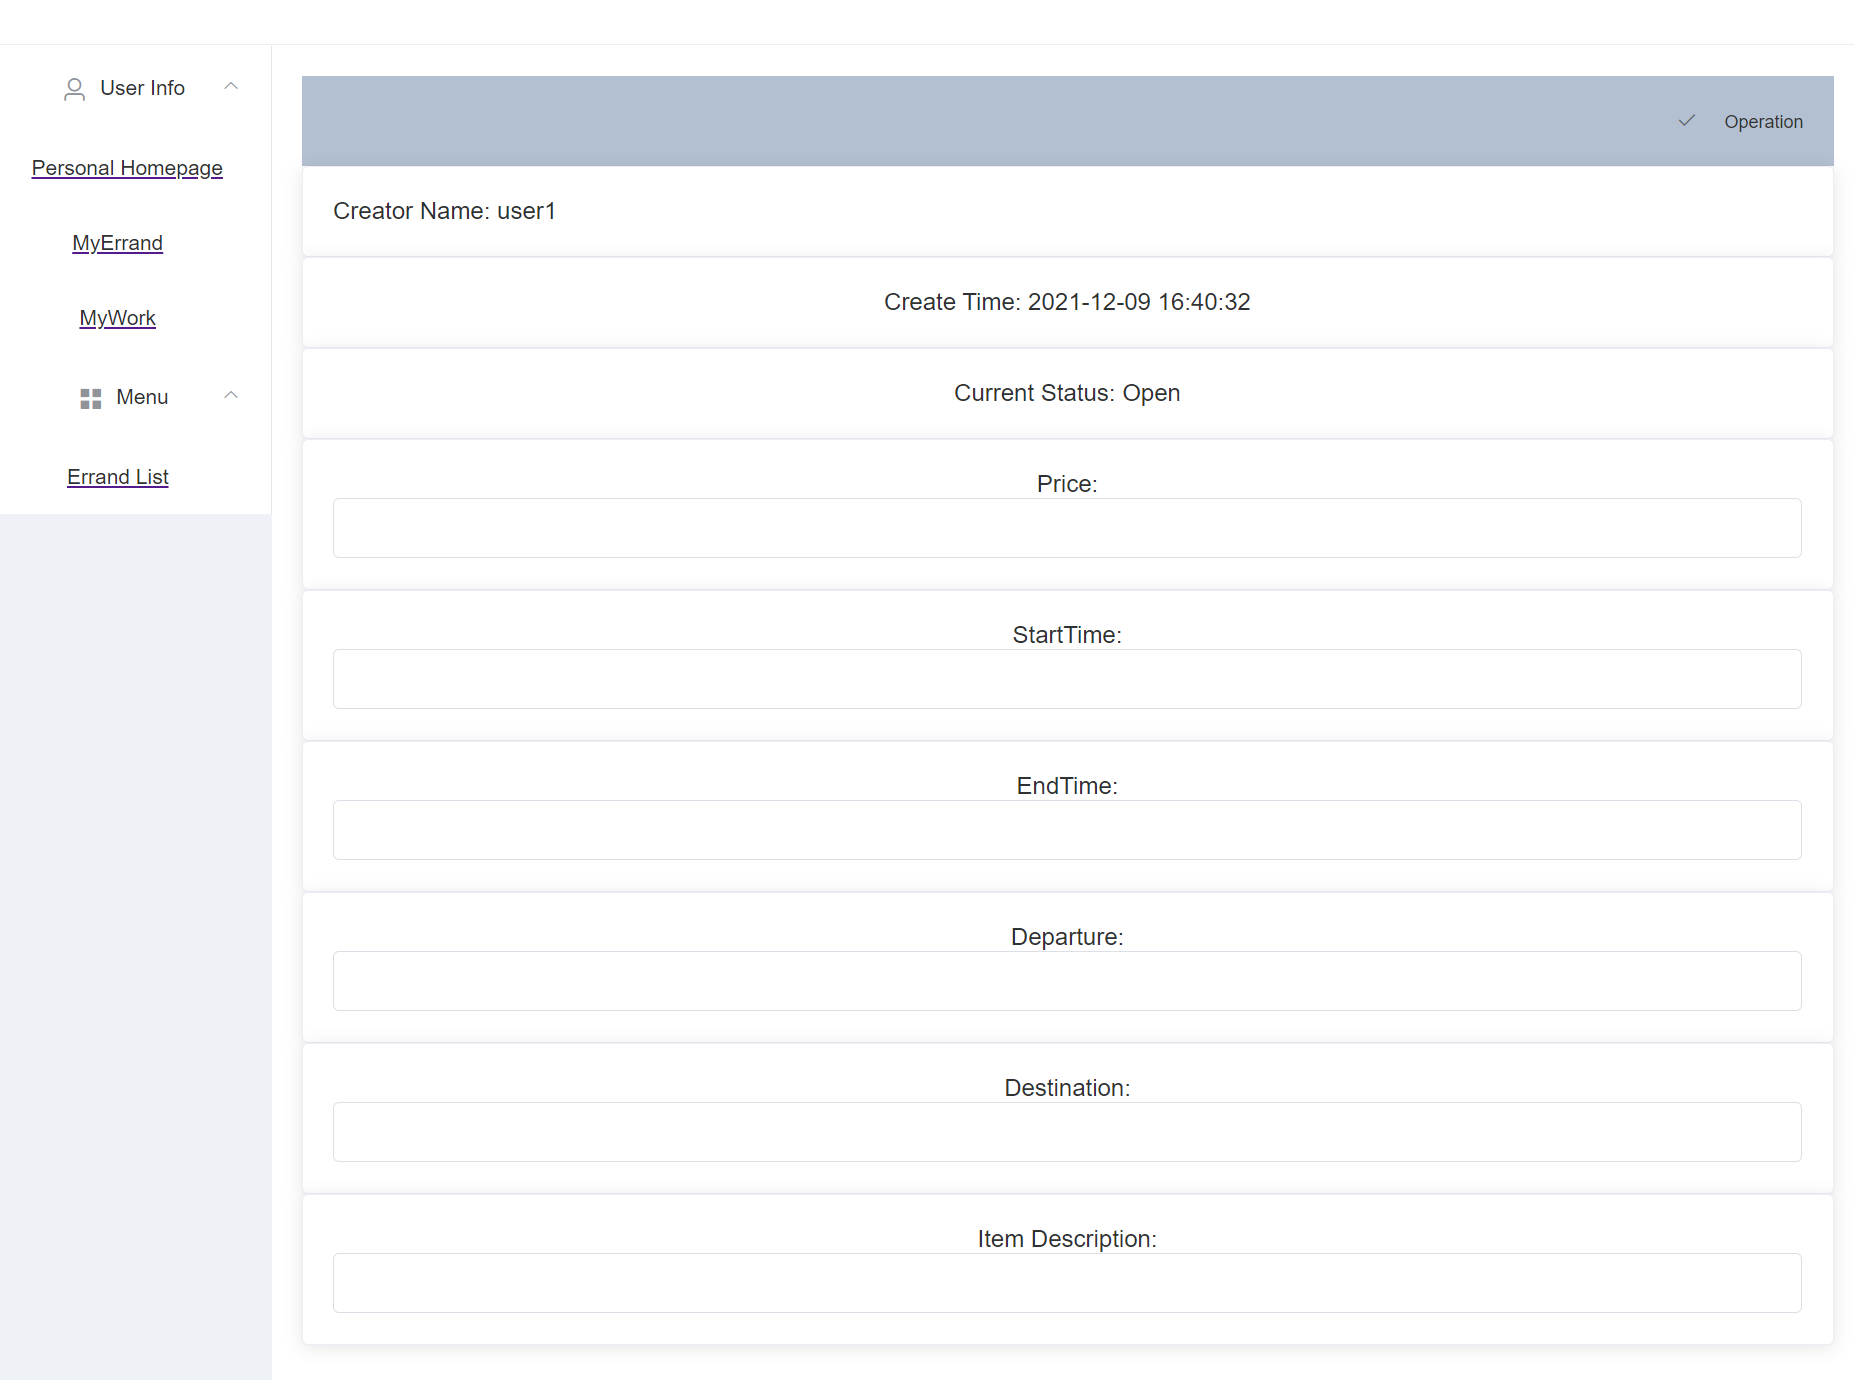 User Info
Personal Homepage
MyErrand
MyWork
Menu
Errand List
Operation
Creator Name: user1
Create Time: 2021-12-09 16:40:32
Current Status: Open
Price:
StartTime:
EndTime:
Departure:
Destination:
Item Description: